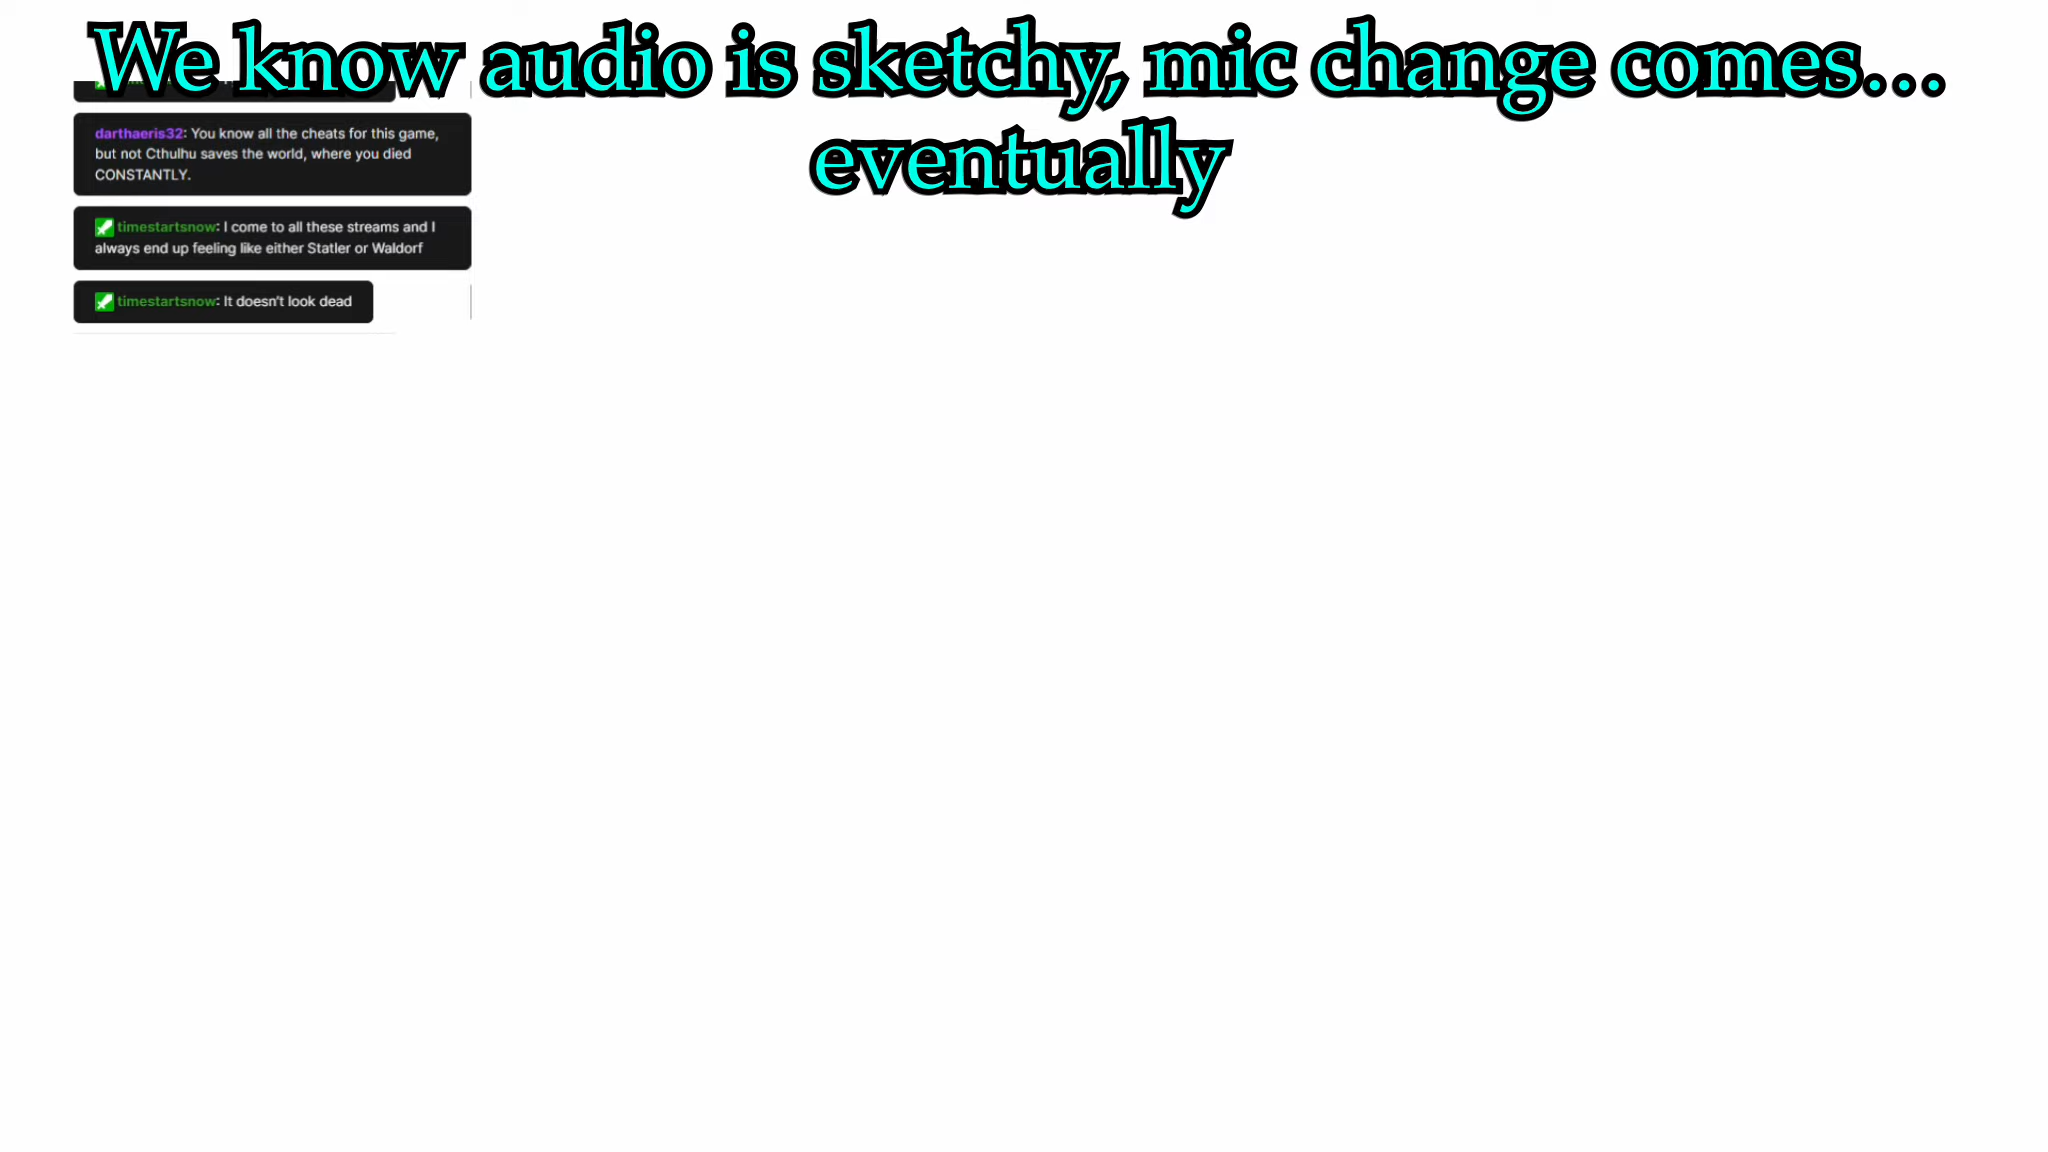 We know audio is sketchy, mic change comes...
eventually
darthaeris32: You know all the cheats for this game,
but not Cthulhu saves the world, where you died
CONSTANTLY.
timestartsnow: I come to all these streams and I
always end up feeling like either Statler or Waldorf
timestartsnow: It doesn't look dead